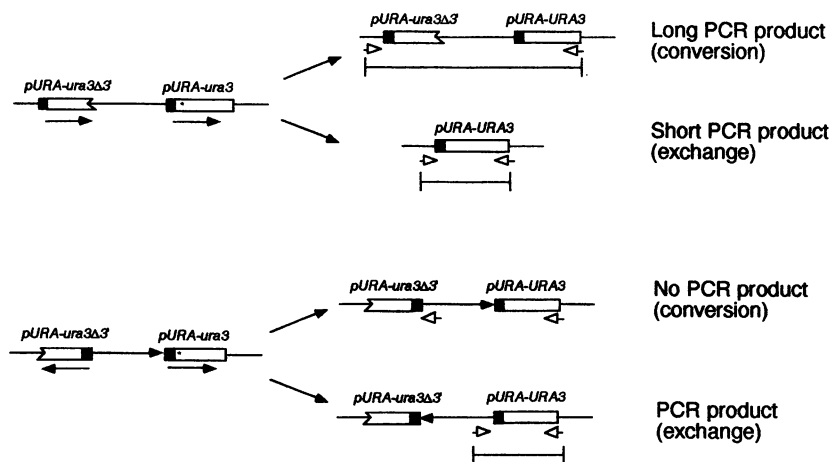 pURA-ura3Δ3' pURA-URA3
Long PCR product
(conversion)
pURA-ura3Δ3' pURA-ura3
*
pURA-URA3
Short PCR product
(exchange)
pURA-ura3Δ3' pURA-URA3
No PCR product
(conversion)
pURA-ura3Δ3' pURA-ura3
*
pURA-ura3Δ3' pURA-URA3
PCR product
(exchange)